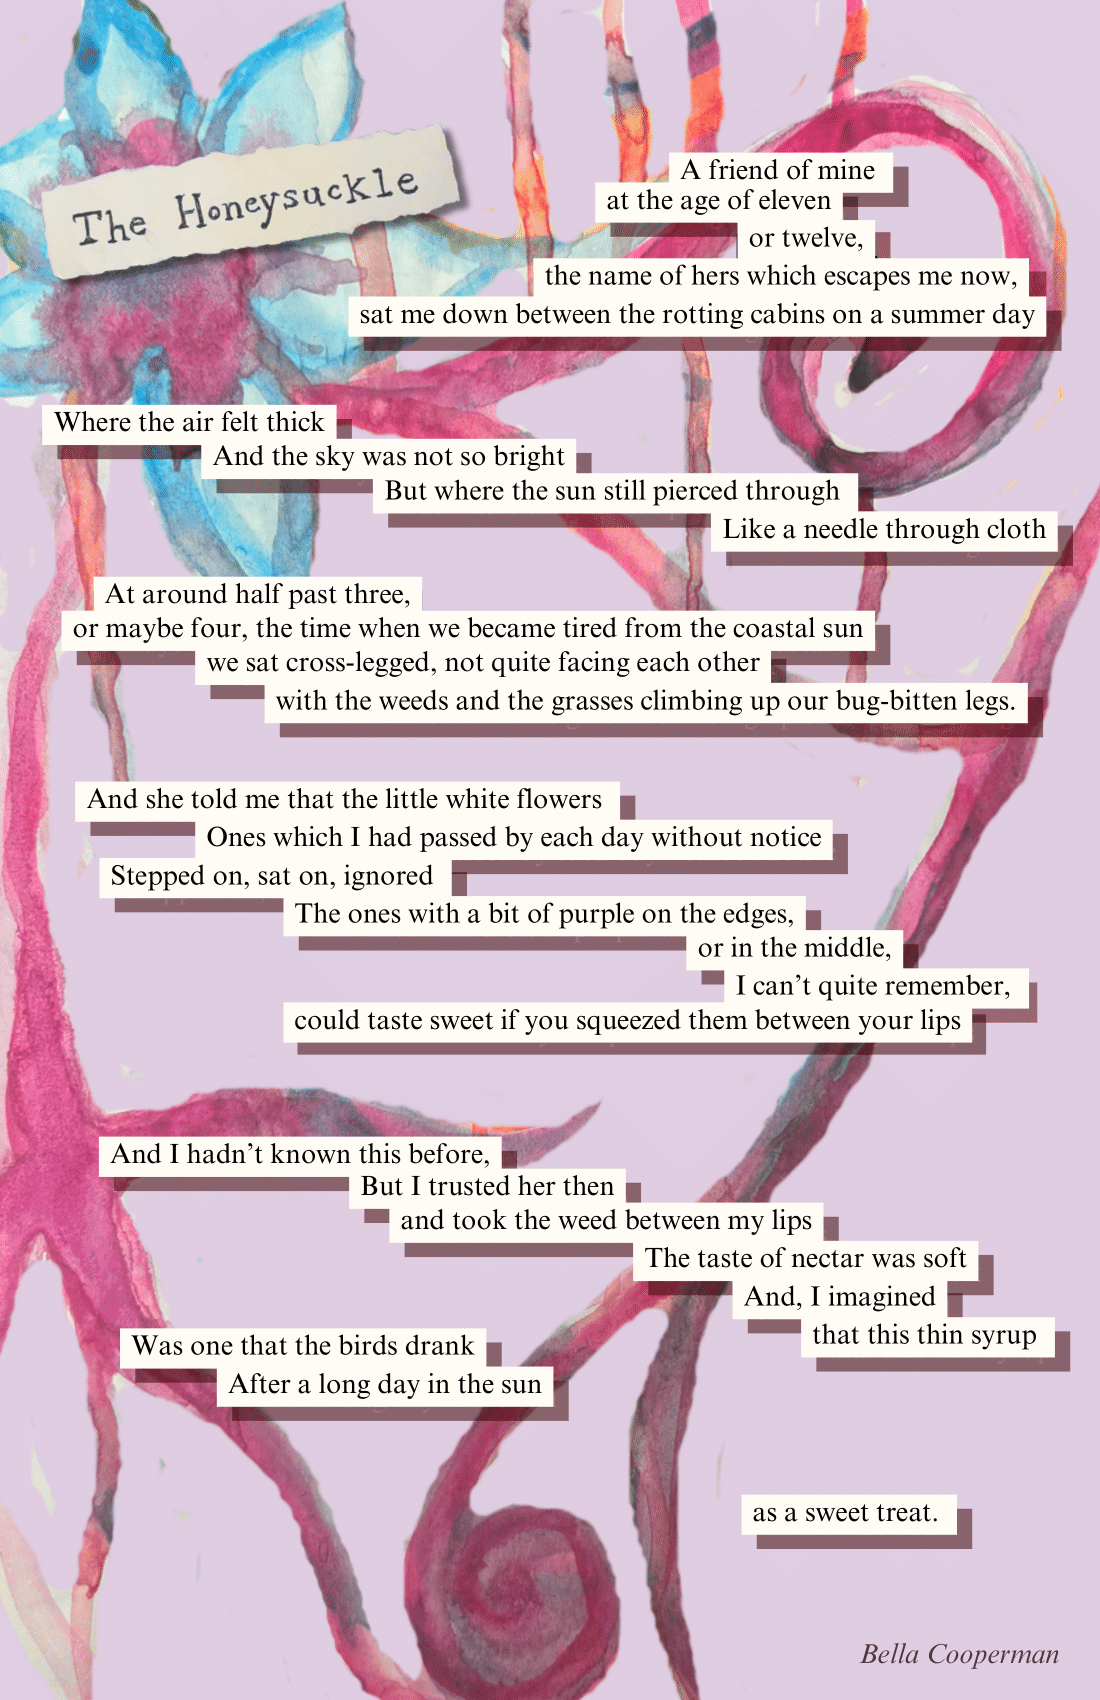 The Honeysuckle
A friend of mine
at the age of eleven
or twelve,
the name of hers which escapes me now,
sat me down between the rotting cabins on a summer day
Where the air felt thick
And the sky was not so bright
But where the sun still pierced through
Like a needle through cloth
At around half past three,
or maybe four, the time when we became tired from the coastal sun
we sat cross-legged, not quite facing each other
with the weeds and the grasses climbing up our bug-bitten legs.
And she told me that the little white flowers
Ones which I had passed by each day without notice
Stepped on, sat on, ignored
The ones with a bit of purple on the edges,
or in the middle,
I can’t quite remember,
could taste sweet if you squeezed them between your lips
And I hadn’t known this before,
But I trusted her then
and took the weed between my lips
The taste of nectar was soft
And, I imagined
that this thin syrup
Was one that the birds drank
After a long day in the sun
as a sweet treat.
Bella Cooperman